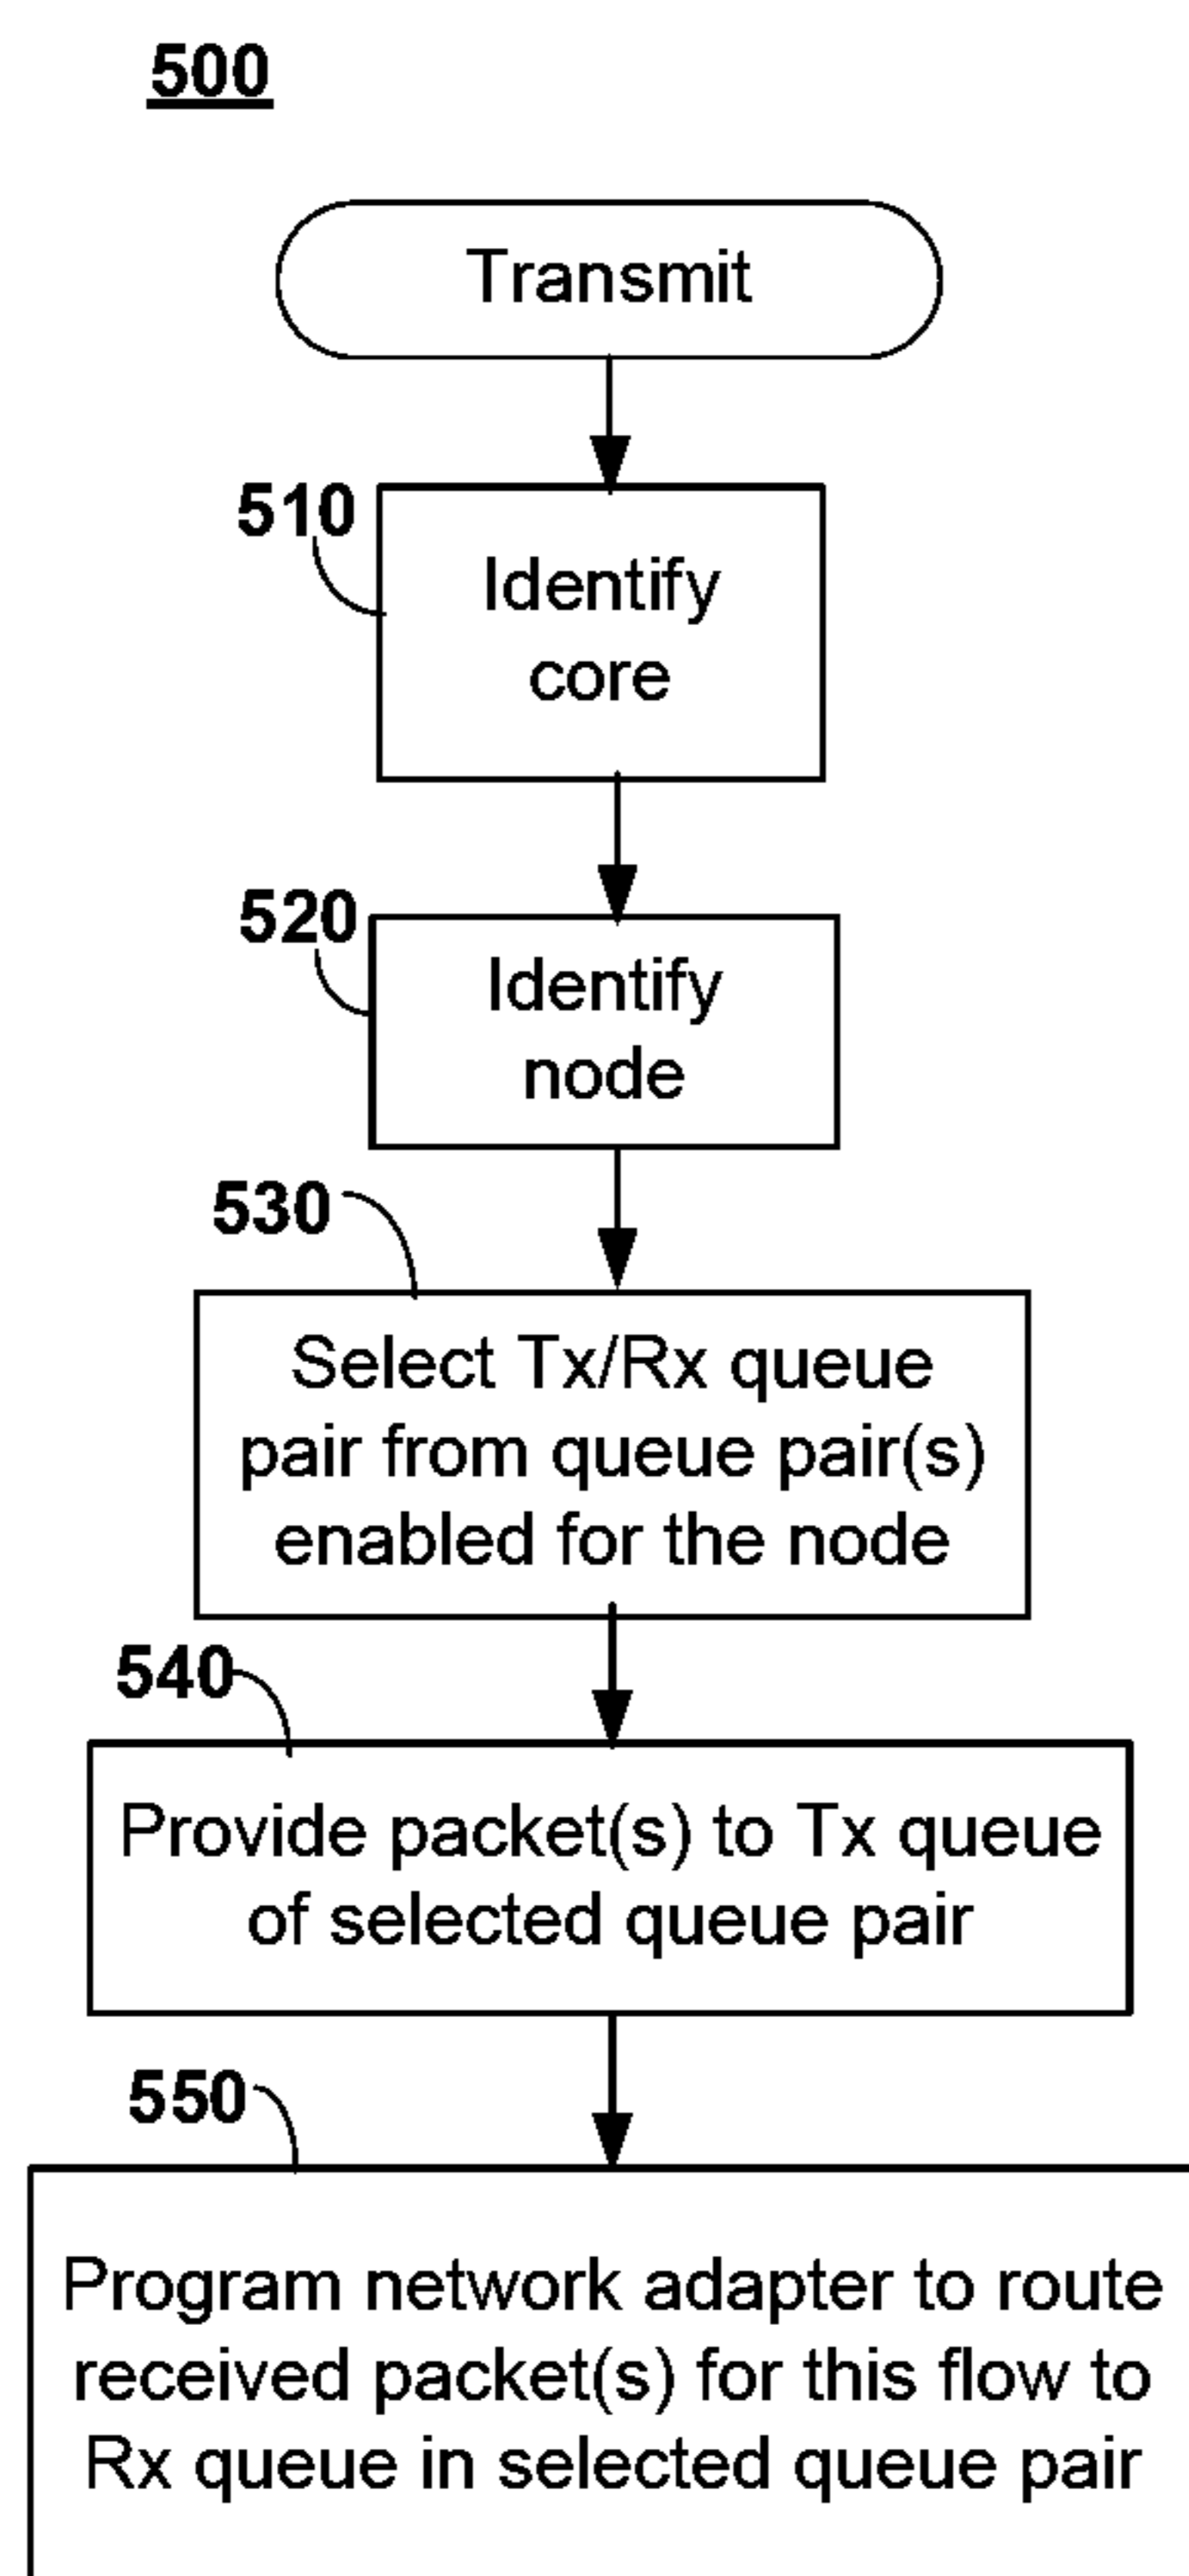 500
Transmit
510
Identify
core
520
Identify
node
530
Select Tx/Rx queue
pair from queue pair(s)
enabled for the node
540
Provide packet(s) to Tx queue
of selected queue pair
550
Program network adapter to route
received packet(s) for this flow to
Rx queue in selected queue pair